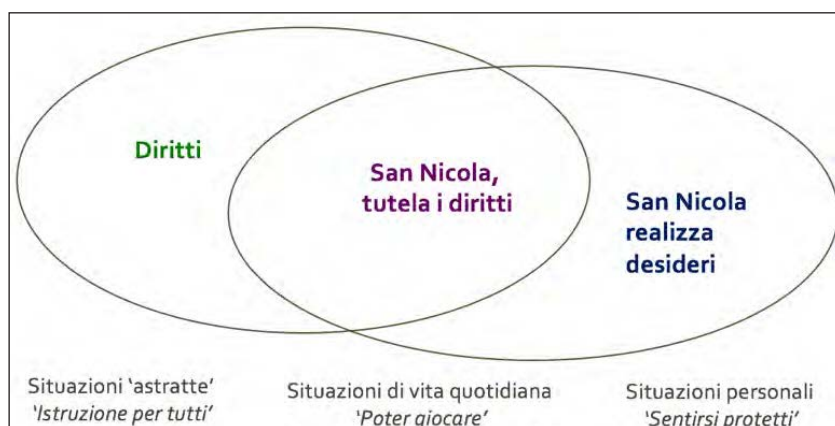 Diritti
San Nicola,
tutela i diritti
San Nicola
realizza
desideri
Situazioni ‘astratte’
‘Istruzione per tutti’
Situazioni di vita quotidiana
‘Poter giocare’
Situazioni personali
‘Sentirsi protetti’